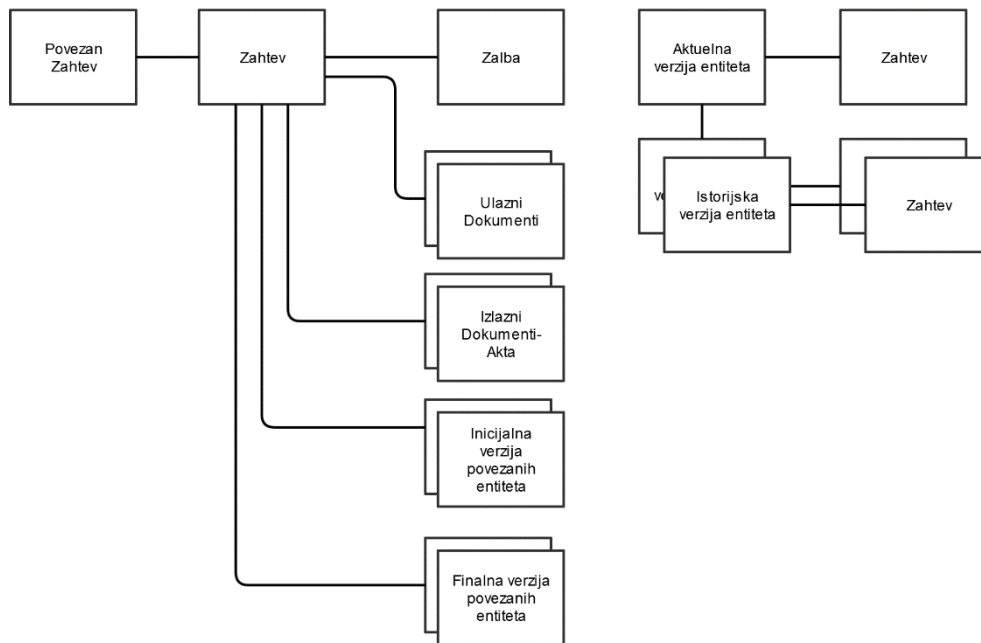 Povezan
Zahtev
Zahtev
Zalba
Ulazni
Dokumenti
Izlazni
Dokumenti-
Akta
Inicijalna
verzija
povezanih
entiteta
Finalna verzija
povezanih
entiteta
Aktuelna
verzija entiteta
Zahtev
Istorijska
verzija entiteta
Zahtev